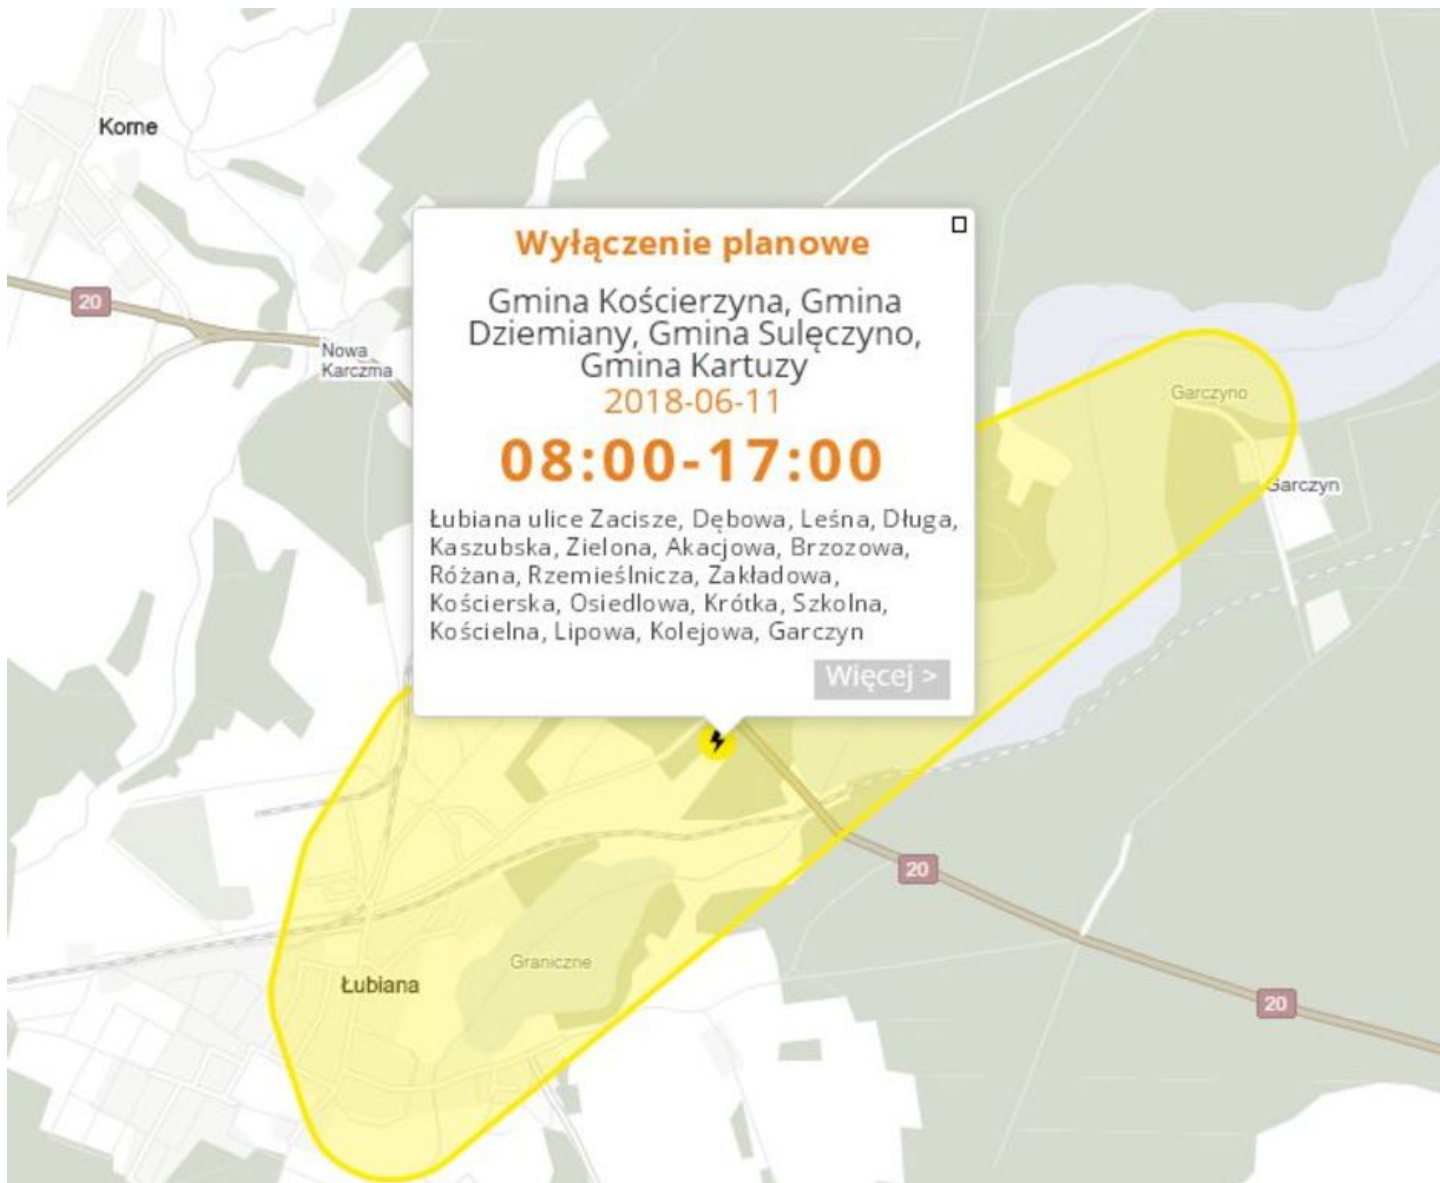 Korne
Wyłączenie planowe
Gmina Kościerzyna, Gmina
Dziemiany, Gmina Sulęczyno,
Gmina Kartuzy
2018-06-11
08:00-17:00
Łubiana ulice Zacisze, Dębowa, Leśna, Długa,
Kaszubska, Zielona, Akacjowa, Brzozowa,
Różana, Rzemieślnicza, Zakładowa,
Kościerska, Osiedlowa, Krótka, Szkolna,
Kościelna, Lipowa, Kolejowa, Garczyn
Więcej >
20
Nowa
Karczma
Garczyno
Garczyn
20
Graniczne
Łubiana
20